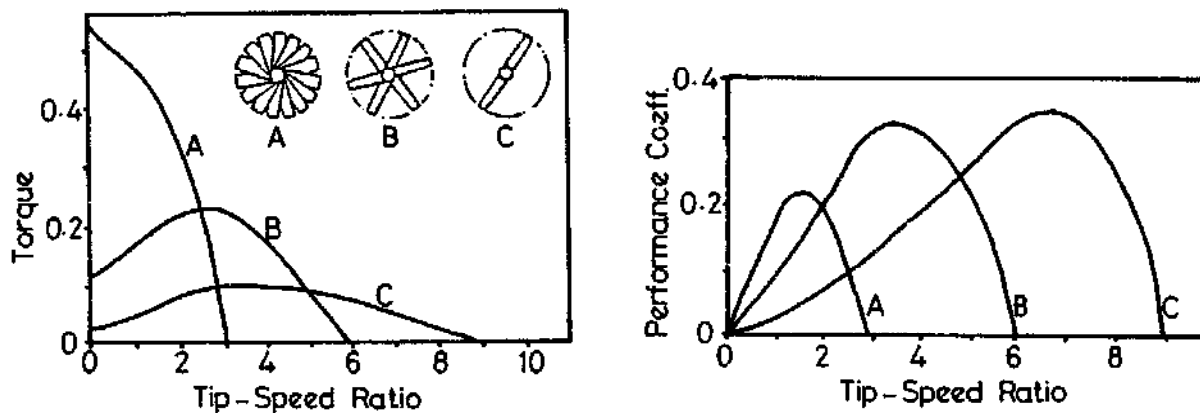 A B C
0.4
A
0.2
B
C
0
0 2 4 6 8 10
Torque
Tip-Speed Ratio
0.4
0.2
0
A B C
0 2 4 6 8
Performance Coeff.
Tip-Speed Ratio